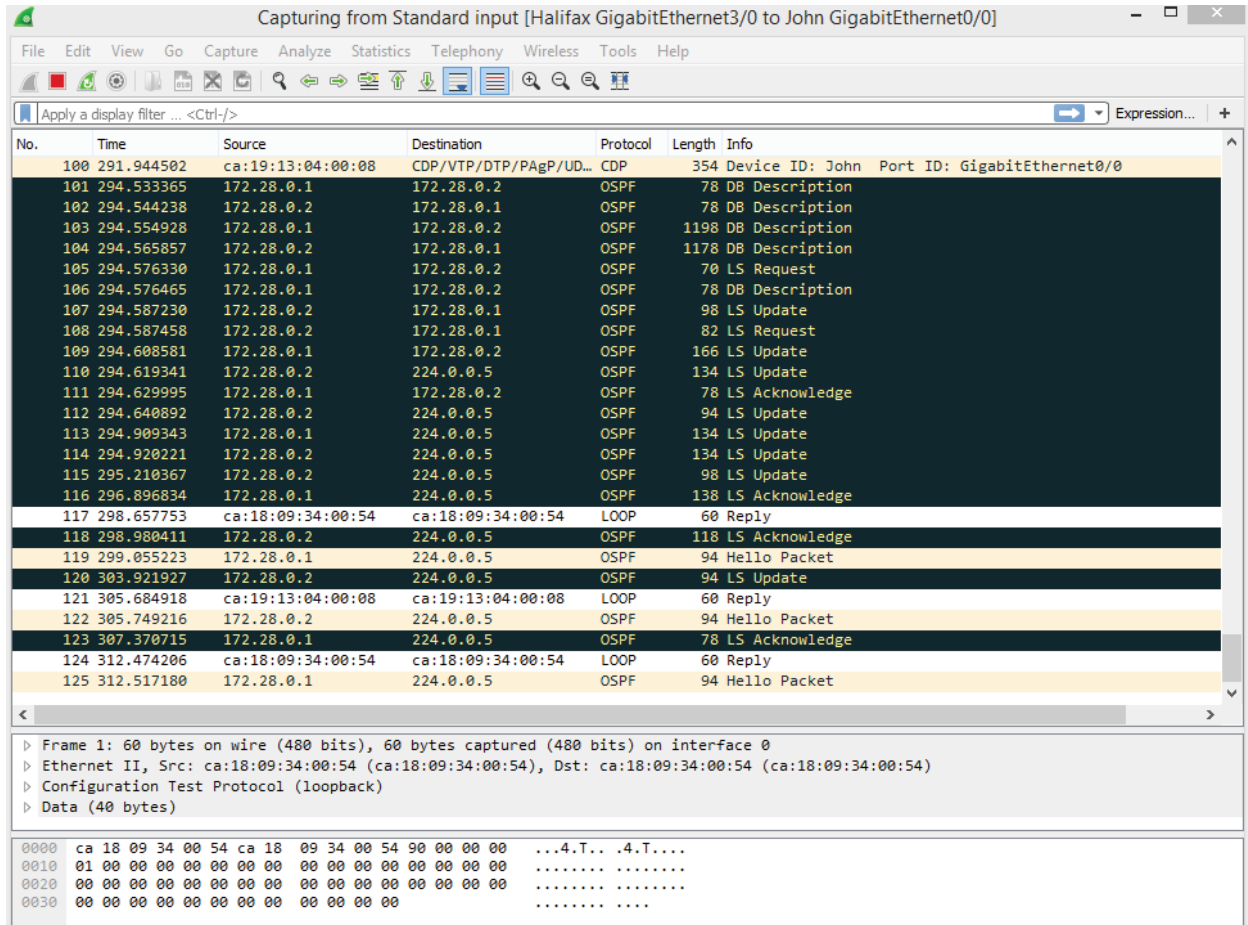 Capturing from Standard input [Halifax GigabitEthernet3/0 to John GigabitEthernet0/0]
File Edit View Go Capture Analyze Statistics Telephony Wireless Tools Help
Apply a display filter ... <Ctrl-/> Expression... +
No. Time Source Destination Protocol Length Info
100 291.944502 ca:19:13:04:00:08 CDP/VTP/DTP/PAgP/UD... CDP 354 Device ID: John Port ID: GigabitEthernet0/0
101 294.533365 172.28.0.1 172.28.0.2 OSPF 78 DB Description
102 294.544238 172.28.0.2 172.28.0.1 OSPF 78 DB Description
103 294.554928 172.28.0.1 172.28.0.2 OSPF 1198 DB Description
104 294.565857 172.28.0.2 172.28.0.1 OSPF 1178 DB Description
105 294.576330 172.28.0.1 172.28.0.2 OSPF 70 LS Request
106 294.576465 172.28.0.1 172.28.0.2 OSPF 78 DB Description
107 294.587230 172.28.0.2 172.28.0.1 OSPF 98 LS Update
108 294.587458 172.28.0.2 172.28.0.1 OSPF 82 LS Request
109 294.608581 172.28.0.1 172.28.0.2 OSPF 166 LS Update
110 294.619341 172.28.0.2 224.0.0.5 OSPF 134 LS Update
111 294.629995 172.28.0.1 172.28.0.2 OSPF 78 LS Acknowledge
112 294.640892 172.28.0.2 224.0.0.5 OSPF 94 LS Update
113 294.909343 172.28.0.1 224.0.0.5 OSPF 134 LS Update
114 294.920221 172.28.0.2 224.0.0.5 OSPF 134 LS Update
115 295.210367 172.28.0.2 224.0.0.5 OSPF 98 LS Update
116 296.896834 172.28.0.1 224.0.0.5 OSPF 138 LS Acknowledge
117 298.657753 ca:18:09:34:00:54 ca:18:09:34:00:54 LOOP 60 Reply
118 298.980411 172.28.0.2 224.0.0.5 OSPF 118 LS Acknowledge
119 299.055223 172.28.0.1 224.0.0.5 OSPF 94 Hello Packet
120 303.921927 172.28.0.2 224.0.0.5 OSPF 94 LS Update
121 305.684918 ca:19:13:04:00:08 ca:19:13:04:00:08 LOOP 60 Reply
122 305.749216 172.28.0.2 224.0.0.5 OSPF 94 Hello Packet
123 307.370715 172.28.0.1 224.0.0.5 OSPF 78 LS Acknowledge
124 312.474206 ca:18:09:34:00:54 ca:18:09:34:00:54 LOOP 60 Reply
125 312.517180 172.28.0.1 224.0.0.5 OSPF 94 Hello Packet
Frame 1: 60 bytes on wire (480 bits), 60 bytes captured (480 bits) on interface 0
Ethernet II, Src: ca:18:09:34:00:54 (ca:18:09:34:00:54), Dst: ca:18:09:34:00:54 (ca:18:09:34:00:54)
Configuration Test Protocol (loopback)
Data (40 bytes)
0000 ca 18 09 34 00 54 ca 18 09 34 00 54 90 00 00 00 ...4.T.. .4.T....
0010 01 00 00 00 00 00 00 00 00 00 00 00 00 00 00 00 ........ ........
0020 00 00 00 00 00 00 00 00 00 00 00 00 00 00 00 00 ........ ........
0030 00 00 00 00 00 00 00 00 00 00 00 00 ........ ....